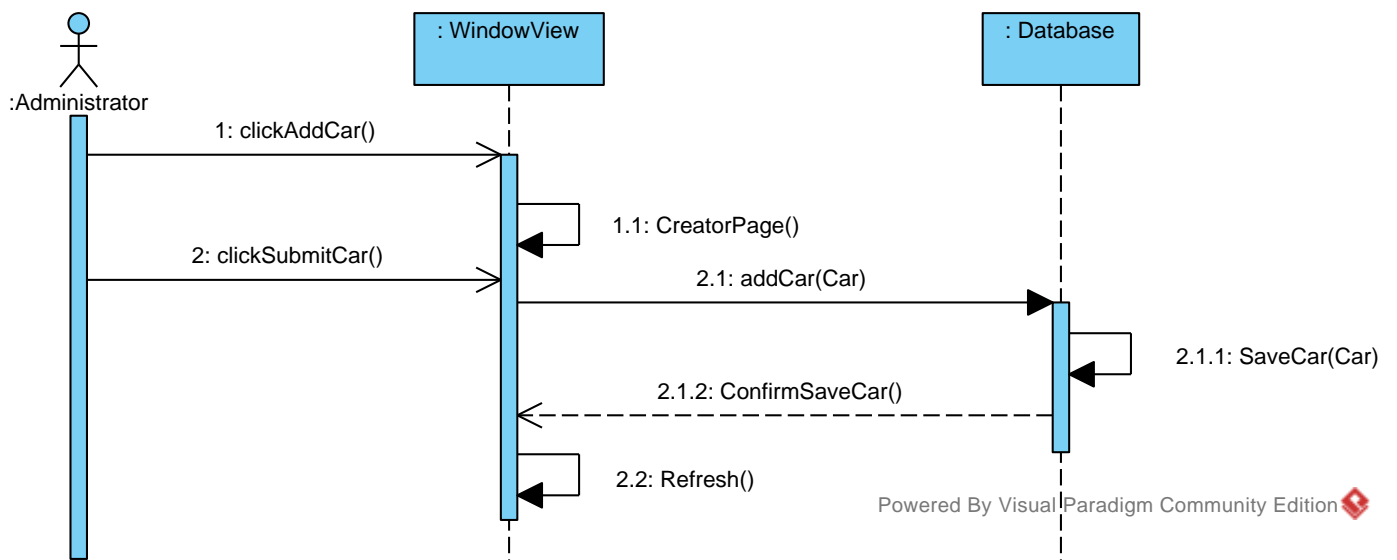 : WindowView
: Database
:Administrator
1: clickAddCar()
1.1: CreatorPage()
2: clickSubmitCar()
2.1: addCar(Car)
2.1.1: SaveCar(Car)
2.1.2: ConfirmSaveCar()
2.2: Refresh()
Powered By Visual Paradigm Community Edition